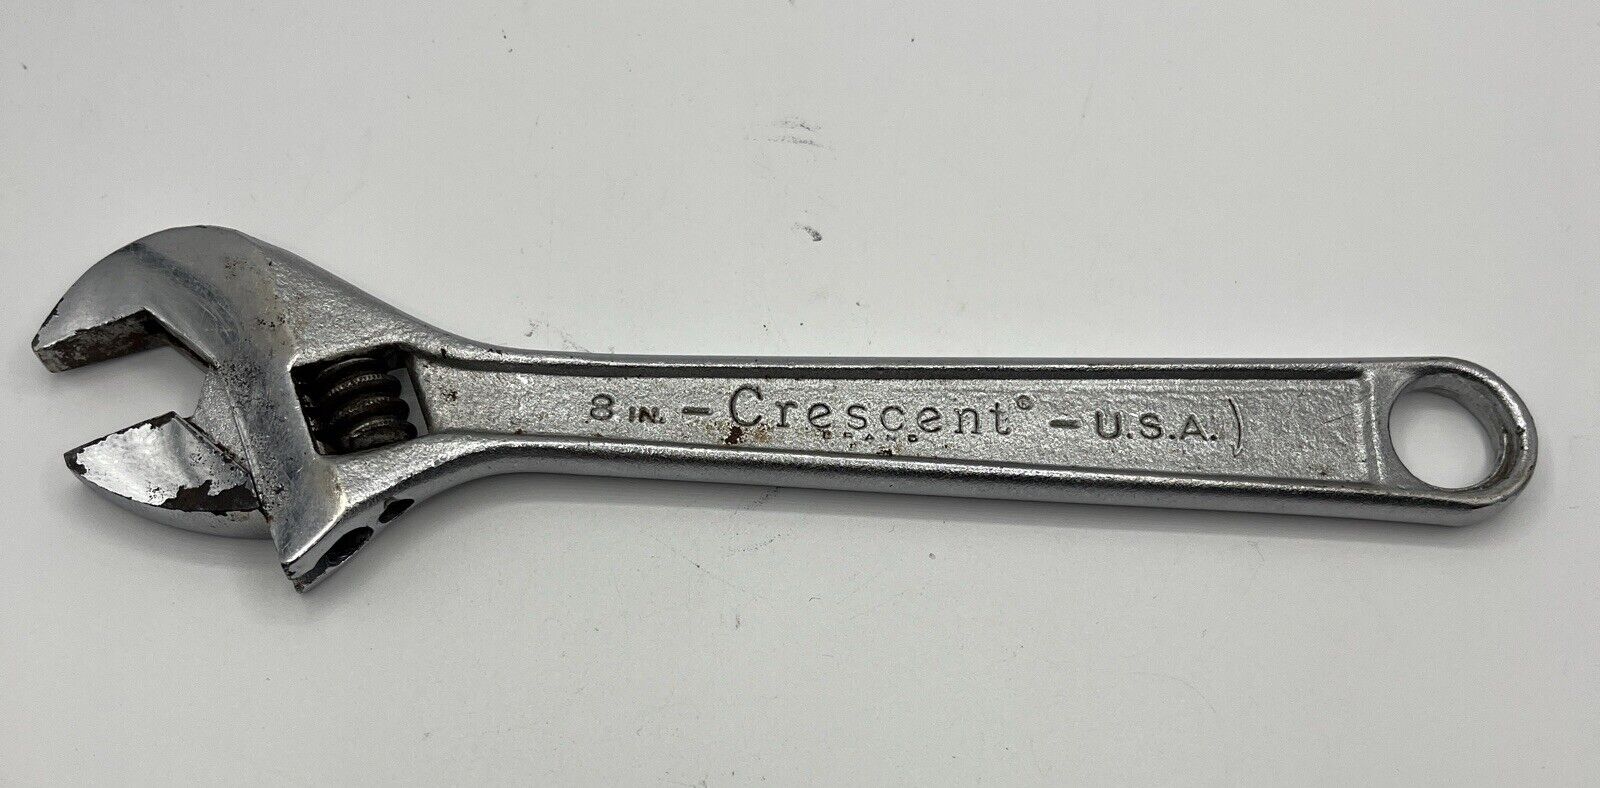 8 IN. - Crescent® - U.S.A.)
BRAND